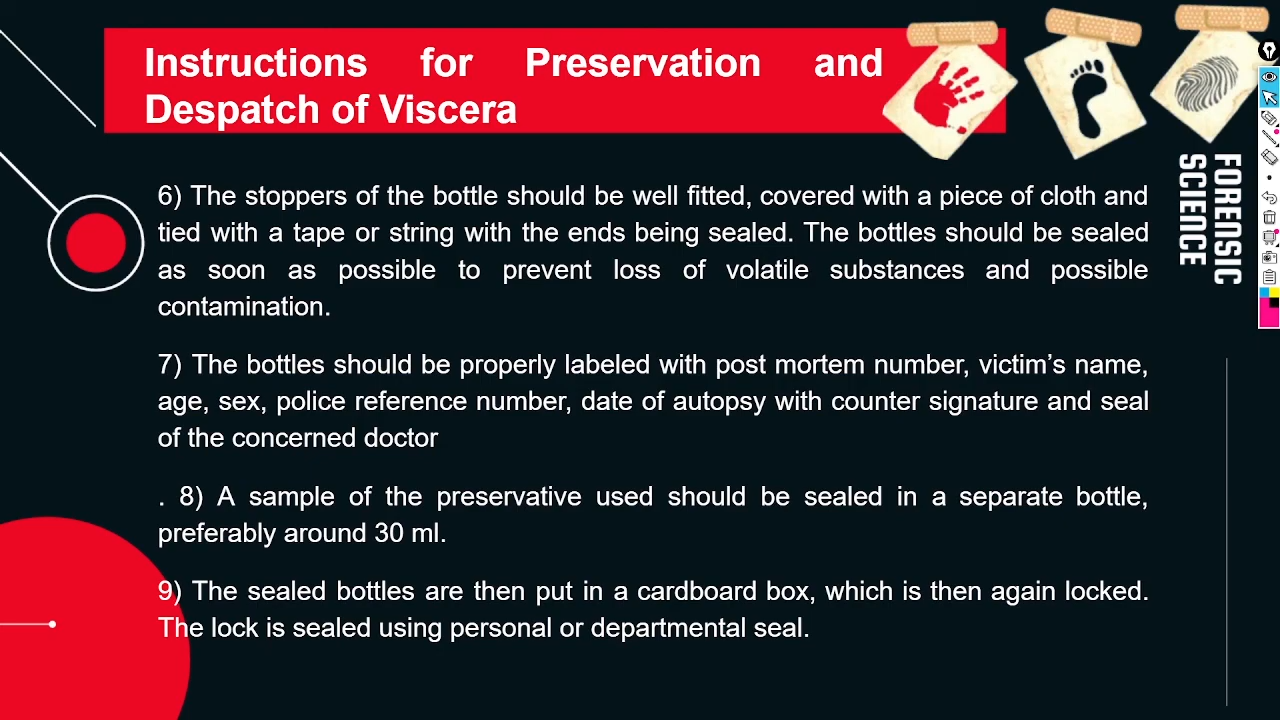 Instructions for Preservation and
Despatch of Viscera
FORENSIC
SCIENCE
6) The stoppers of the bottle should be well fitted, covered with a piece of cloth and
tied with a tape or string with the ends being sealed. The bottles should be sealed
as soon as possible to prevent loss of volatile substances and possible
contamination.
7) The bottles should be properly labeled with post mortem number, victim’s name,
age, sex, police reference number, date of autopsy with counter signature and seal
of the concerned doctor
. 8) A sample of the preservative used should be sealed in a separate bottle,
preferably around 30 ml.
9) The sealed bottles are then put in a cardboard box, which is then again locked.
The lock is sealed using personal or departmental seal.